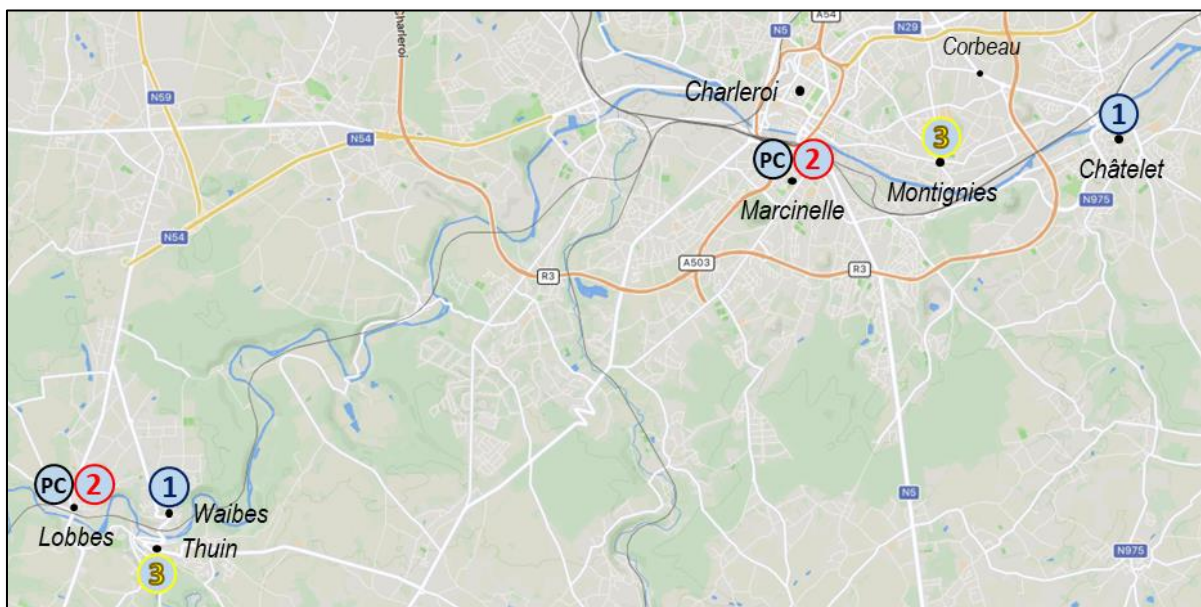 A54
N5
N29
Charleroi
Corbeau
N59
Charleroi
1
N54
3
PC 2
Châtelet
Montignies
Marcinelle
N975
N54
A503
R3
R3
PC 2
1
Waibes
N5
Lobbes
Thuin
3
N975